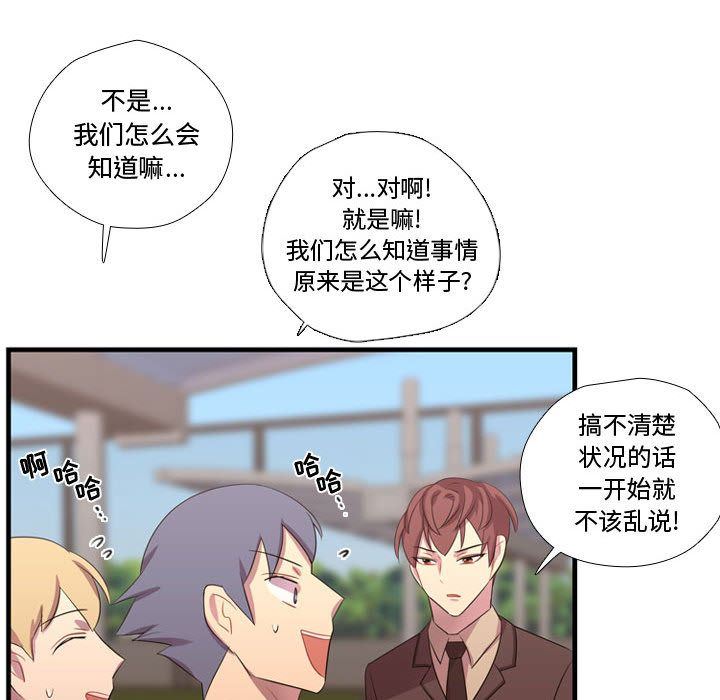 不是...
我们怎么会
知道嘛...
对...对啊!
就是嘛!
我们怎么知道事情
原来是这个样子?
搞不清楚
状况的话
一开始就
不该乱说!
啊哈哈...
哈哈...